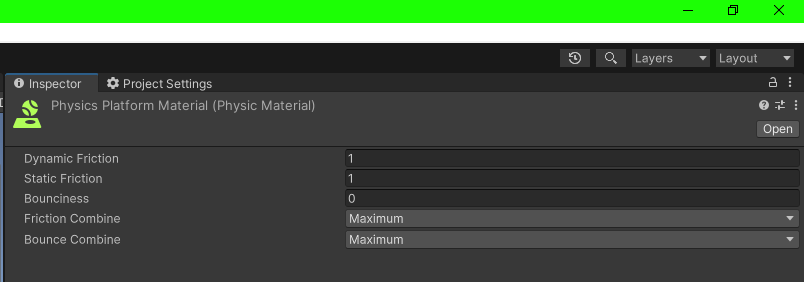 Layers
Layout
Inspector
Project Settings
Physics Platform Material (Physic Material)
Open
Dynamic Friction 1
Static Friction 1
Bounciness 0
Friction Combine Maximum
Bounce Combine Maximum